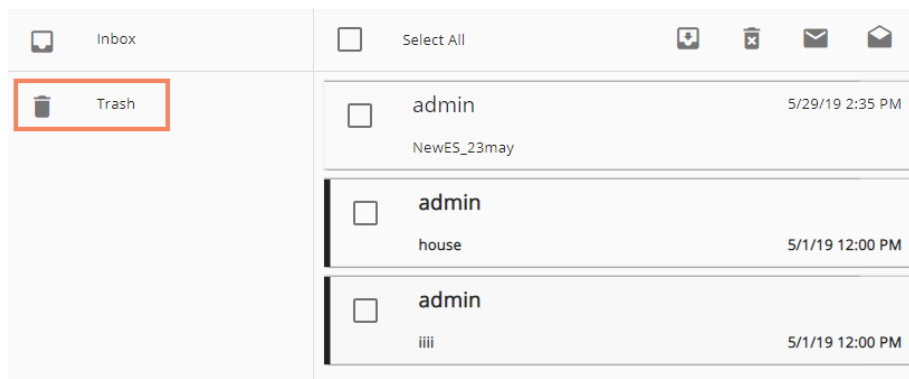 Inbox
Select All
Trash
admin
5/29/19 2:35 PM
NewES_23may
admin
house
5/1/19 12:00 PM
admin
iiii
5/1/19 12:00 PM